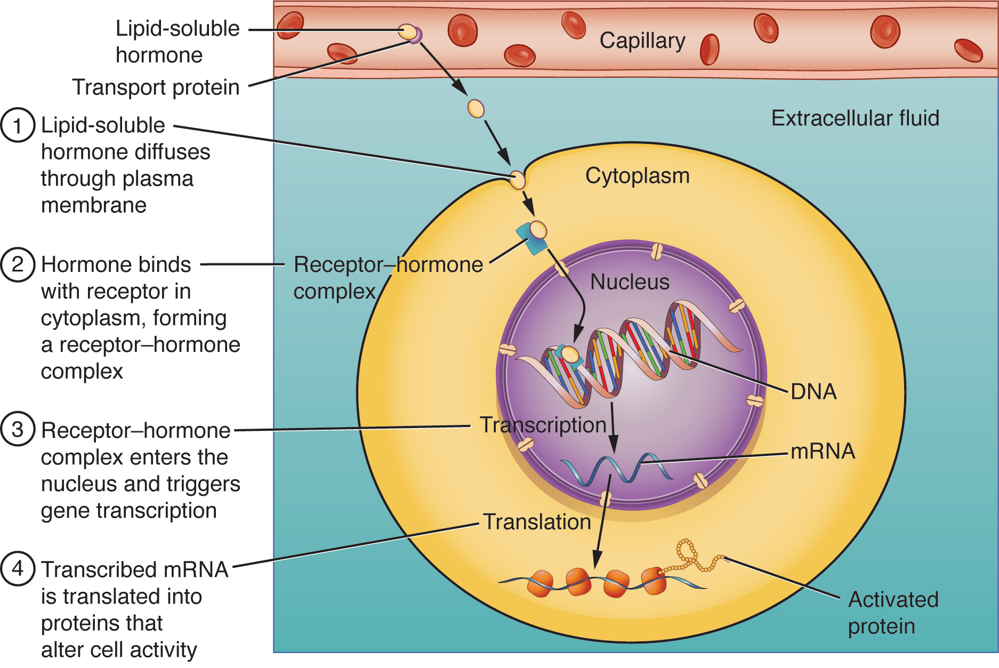 Lipid-soluble
hormone
Transport protein
Capillary
Extracellular fluid
1
Lipid-soluble
hormone diffuses
through plasma
membrane
Cytoplasm
2
Hormone binds
with receptor in
cytoplasm, forming
a receptor–hormone
complex
Receptor–hormone
complex
Nucleus
DNA
3
Receptor–hormone
complex enters the
nucleus and triggers
gene transcription
Transcription
mRNA
Translation
4
Transcribed mRNA
is translated into
proteins that
alter cell activity
Activated
protein